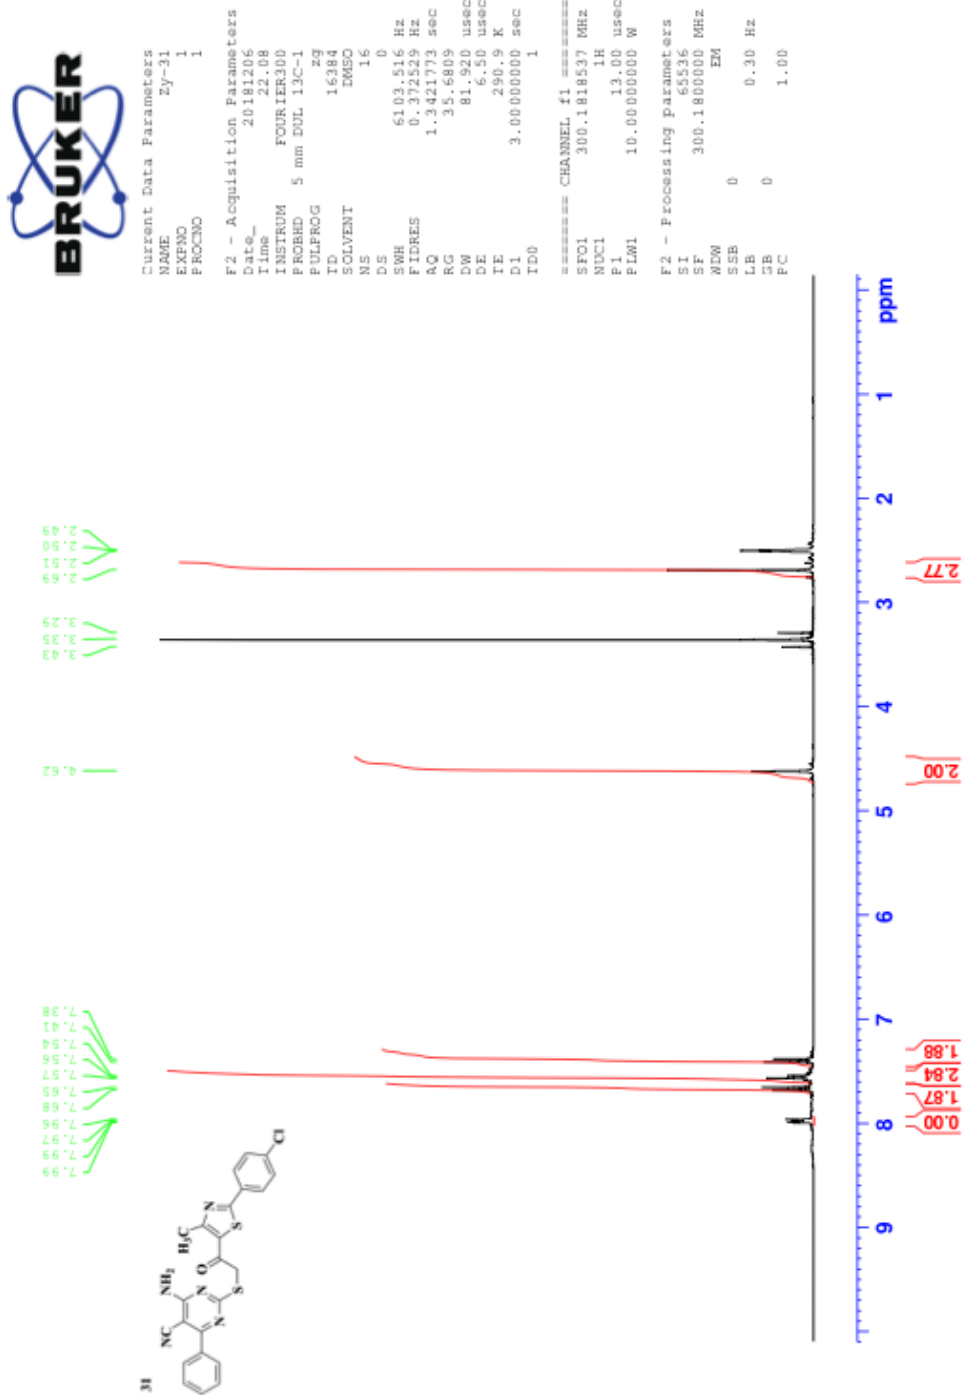 BRUKER
Current Data Parameters
NAME Zy-31
EXPNO 1
PROCNO 1
F2 - Acquisition Parameters
Date_ 20181206
Time 22.08
INSTRUM FOURIER300
PROBHD 5 mm DUL 13C-1
PULPROG zg
TD 16384
SOLVENT DMSO
NS 16
DS 0
SWH 6103.516 Hz
FIDRES 0.372529 Hz
AQ 1.3421773 sec
RG 35.6809
DW 81.920 usec
DE 6.50 usec
TE 290.9 K
D1 3.00000000 sec
TD0 1
======== CHANNEL f1 ========
SFO1 300.1818537 MHz
NUC1 1H
P1 13.00 usec
PLW1 10.00000000 W
F2 - Processing parameters
SI 65536
SF 300.1800000 MHz
WDW EM
SSB 0
LB 0.30 Hz
GB 0
PC 1.00
7.99
7.99
7.97
7.96
7.68
7.65
7.57
7.56
7.54
7.41
7.38
4.62
3.43
3.35
3.29
2.69
2.51
2.50
2.49
31
NC
NH2
N
N
S
O
H3C
N
S
Cl
9 8 7 6 5 4 3 2 1 ppm
0.00
1.87
2.84
1.88
2.00
2.77